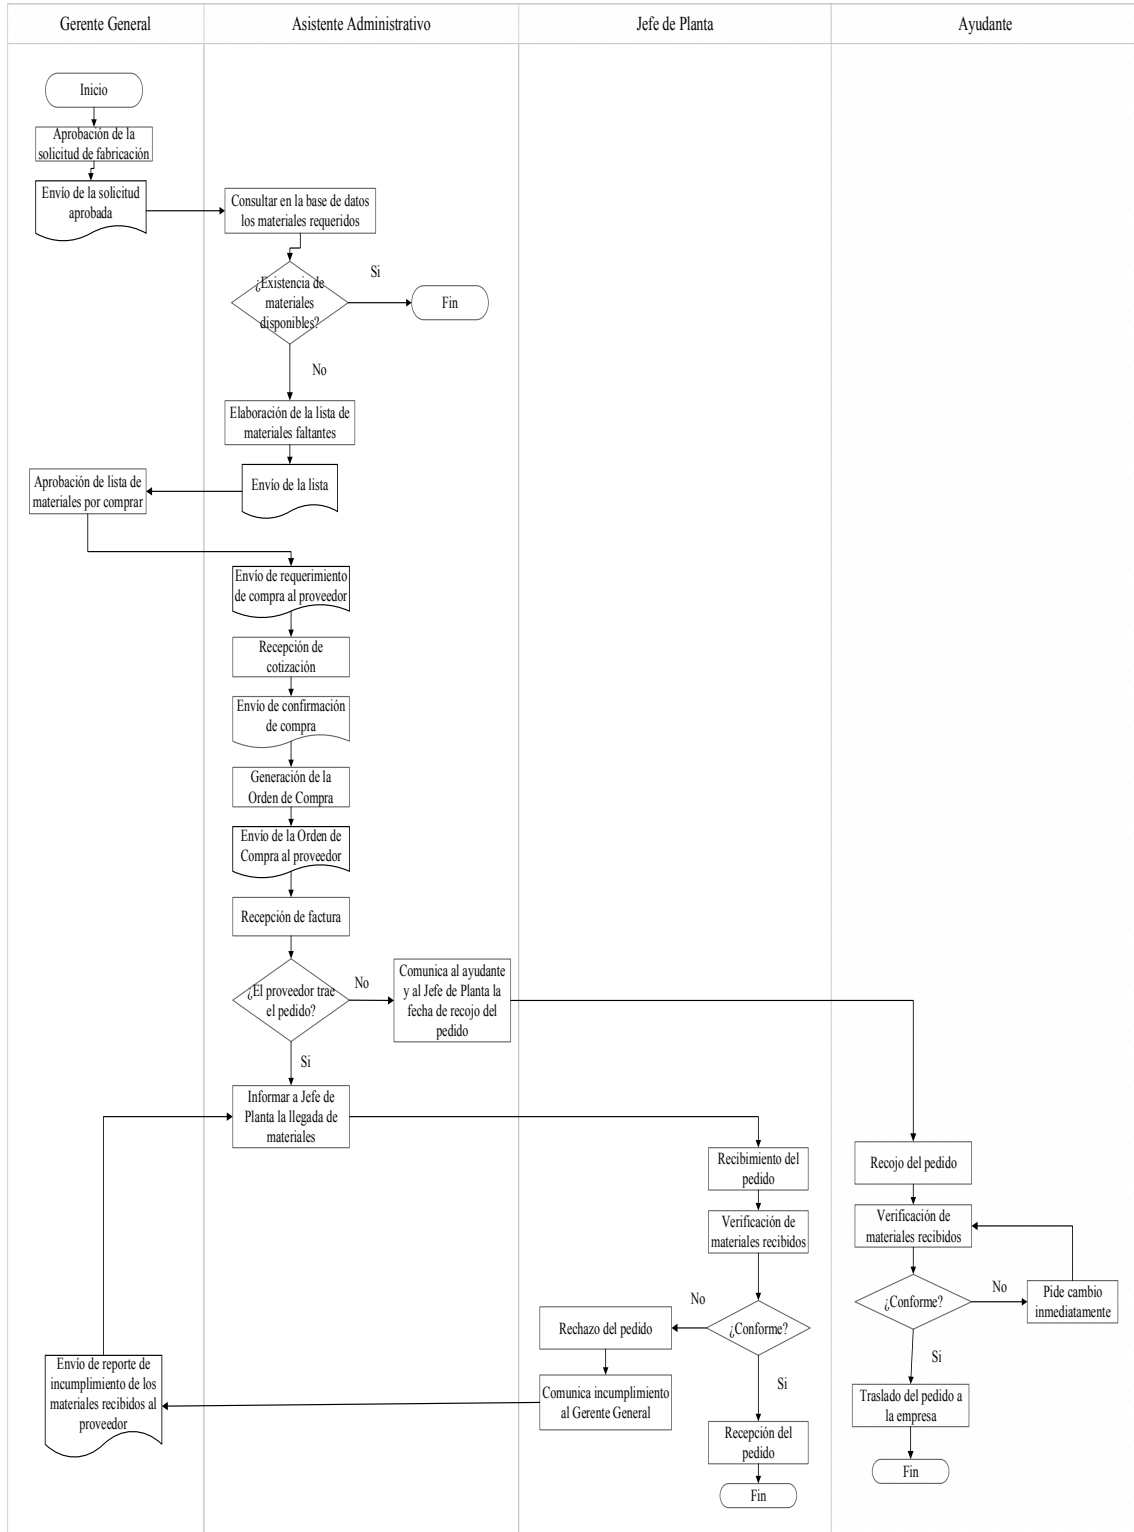 Gerente General
Asistente Administrativo
Jefe de Planta
Ayudante
Inicio
Aprobación de la
solicitud de fabricación
Envío de la solicitud
aprobada
Consultar en la base de datos
los materiales requeridos
¿Existencia de
materiales
disponibles?
Si
Fin
No
Elaboración de la lista de
materiales faltantes
Envío de la lista
Aprobación de lista de
materiales por comprar
Envío de requerimiento
de compra al proveedor
Recepción de
cotización
Envío de confirmación
de compra
Generación de la
Orden de Compra
Envío de la Orden de
Compra al proveedor
Recepción de factura
¿El proveedor trae
el pedido?
No
Comunica al ayudante
y al Jefe de Planta la
fecha de recojo del
pedido
Si
Informar a Jefe de
Planta la llegada de
materiales
Recibimiento del
pedido
Verificación de
materiales recibidos
¿Conforme?
No
Rechazo del pedido
Comunica incumplimiento
al Gerente General
Envío de reporte de
incumplimiento de los
materiales recibidos al
proveedor
Si
Recepción del
pedido
Fin
Recojo del pedido
Verificación de
materiales recibidos
¿Conforme?
No
Pide cambio
inmediatamente
Si
Traslado del pedido a
la empresa
Fin